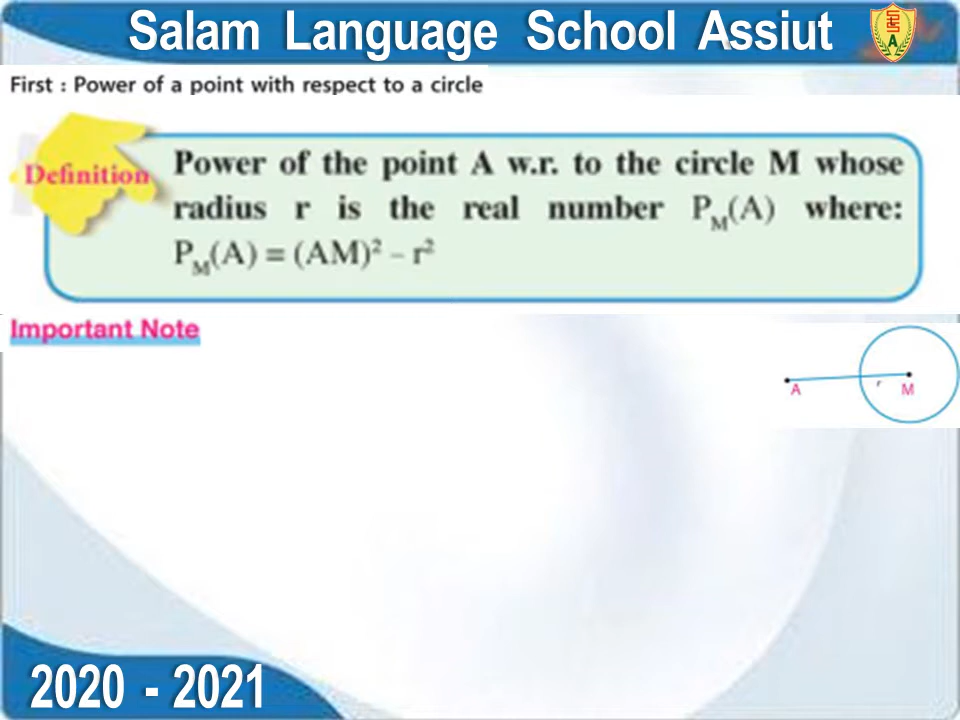 Salam Language School Assiut
A
First : Power of a point with respect to a circle
Definition
Power of the point A w.r. to the circle M whose
radius r is the real number P_M(A) where:
P_M(A) = (AM)² – r²
Important Note
A
r
M
2020 - 2021